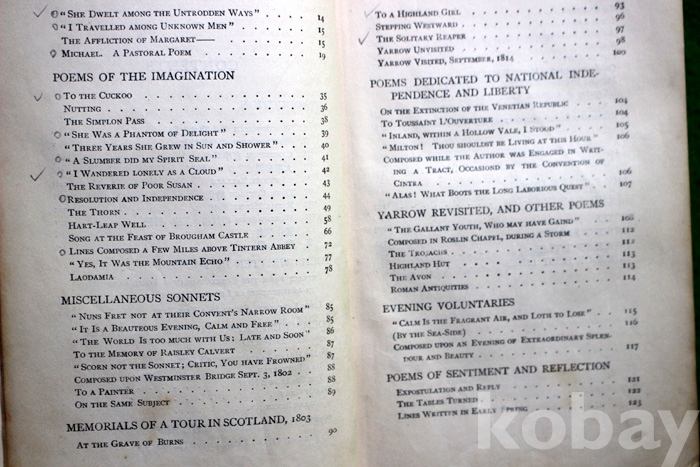 "She Dwelt among the Untrodden Ways" 14
"I Travelled among Unknown Men" 15
The Affliction of Margaret— 15
Michael. A Pastoral Poem 19
POEMS OF THE IMAGINATION
To the Cuckoo 35
Nutting 36
The Simplon Pass 38
"She was a Phantom of Delight" 39
"Three Years She Grew in Sun and Shower" 40
"A Slumber did my Spirit Seal" 41
"I Wandered lonely as a Cloud" 42
The Reverie of Poor Susan 43
Resolution and Independence 44
The Thorn 49
Hart-Leap Well 58
Song at the Feast of Brougham Castle 66
Lines Composed a Few Miles above Tintern Abbey 72
"Yes, It Was the Mountain Echo" 77
Laodamia 78
MISCELLANEOUS SONNETS
"Nuns Fret not at their Convent's Narrow Room" 85
"It is a Beauteous Evening, Calm and Free" 85
"The World is too much with Us; Late and Soon" 86
To the Memory of Raisley Calvert 87
"Scorn not the Sonnet; Critic, You have Frowned" 87
Composed upon Westminster Bridge Sept. 3, 1802 88
To a Painter 88
On the Same Subject 89
MEMORIALS OF A TOUR IN SCOTLAND, 1803
At the Grave of Burns 90
To a Highland Girl 93
Stepping Westward 96
The Solitary Reaper 97
Yarrow Unvisited 98
Yarrow Visited, September, 1814 100
POEMS DEDICATED TO NATIONAL INDE-
PENDENCE AND LIBERTY
On the Extinction of the Venetian Republic 104
To Toussaint L'Ouverture 104
"Inland, within a Hollow Vale, I stood" 105
"Milton! Thou shouldst be Living at this Hour" 106
Composed while the Author was Engaged in Writ-
ing a Tract, Occasiond by the Convention of
Cintra 106
"Alas! What Boots the Long Laborious Quest" 107
YARROW REVISITED, AND OTHER POEMS
"The Gallant Youth, Who may have Gaind" 108
Composed in Roslin Chapel, during a Storm 112
The Trosachs 112
Highland Hut 113
The Avon 113
Roman Antiquities 114
EVENING VOLUNTARIES
"Calm is the Fragrant Air, and Loth to Lose" 115
(By the Sea-Side) 116
Composed upon an Evening of Extraordinary Splen-
dour and Beauty 117
POEMS OF SENTIMENT AND REFLECTION
Expostulation and Reply 121
The Tables Turned 122
Lines Written in Early Spring 123
kobay